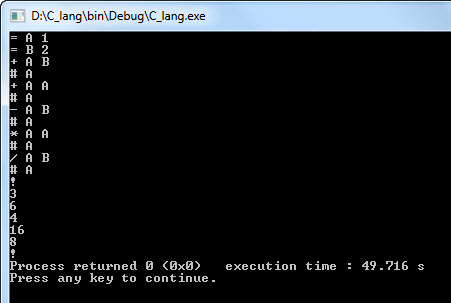 D:\C_lang\bin\Debug\C_lang.exe
= A 1
= B 2
+ A B
# A
+ A A
# A
- A B
# A
* A A
# A
/ A B
# A
!
3
6
4
16
8
!
Process returned 0 (0x0)   execution time : 49.716 s
Press any key to continue.